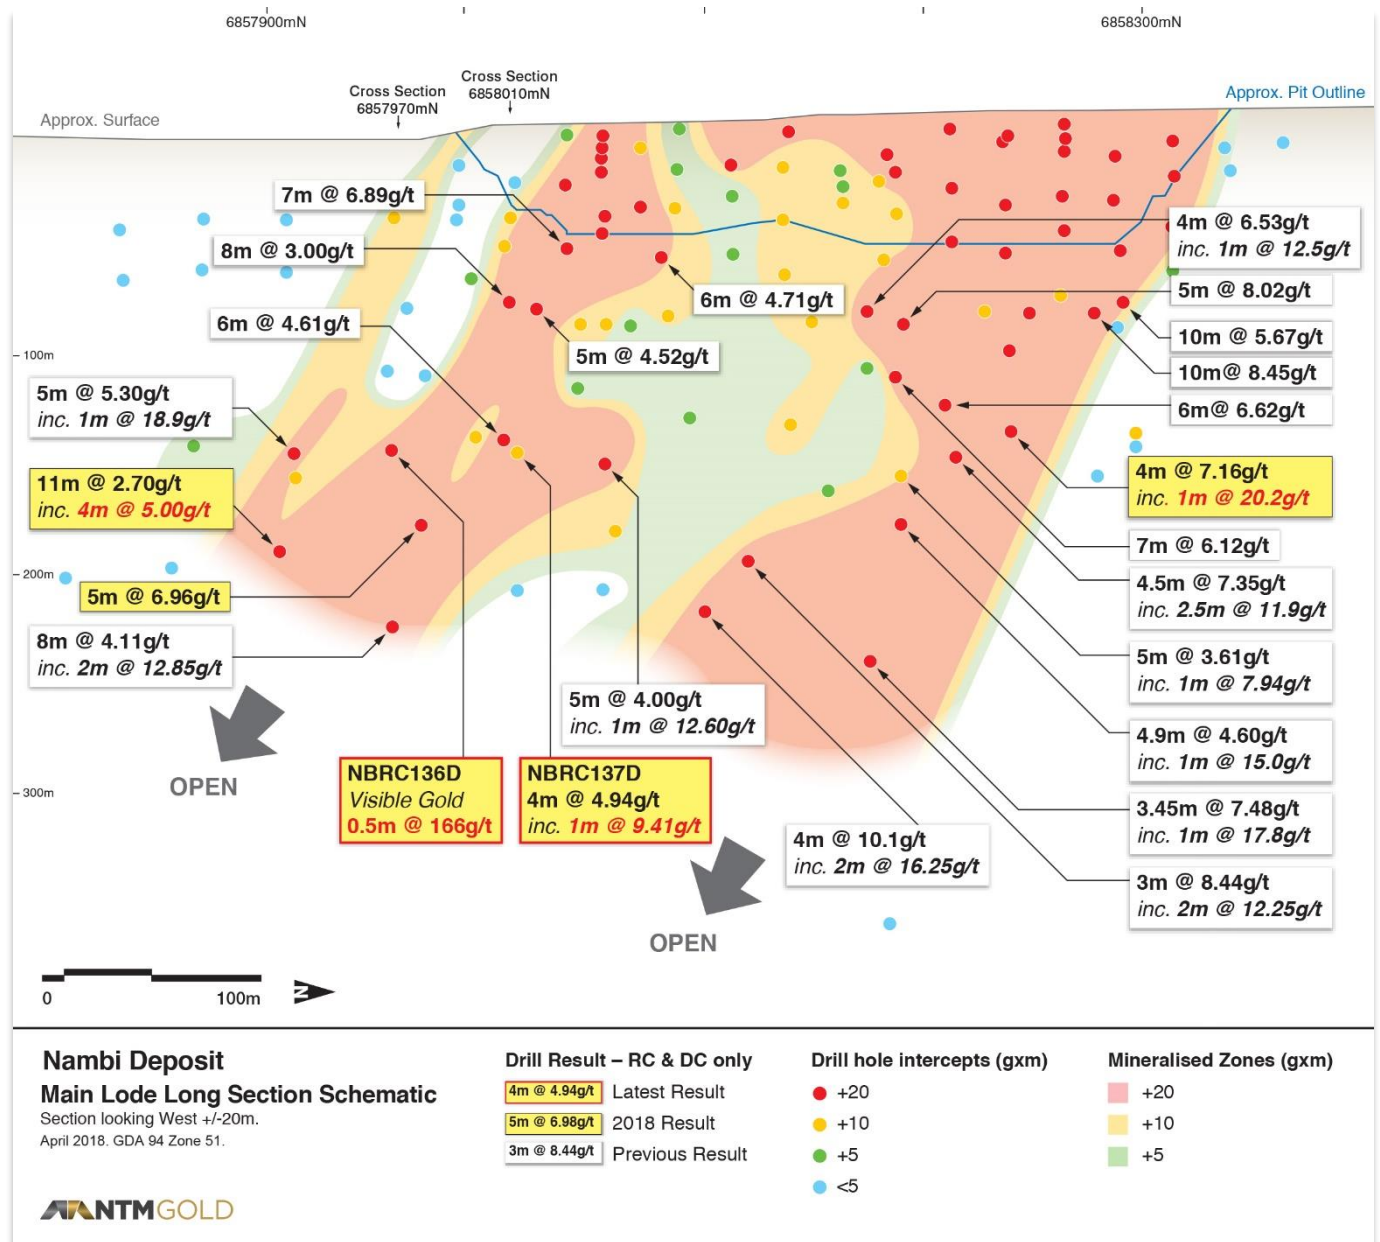 6857900mN
6858300mN
Cross Section
6857970mN
Cross Section
6858010mN
Approx. Surface
Approx. Pit Outline
7m @ 6.89g/t
8m @ 3.00g/t
6m @ 4.61g/t
6m @ 4.71g/t
5m @ 4.52g/t
4m @ 6.53g/t
inc. 1m @ 12.5g/t
5m @ 8.02g/t
10m @ 5.67g/t
10m@ 8.45g/t
6m@ 6.62g/t
100m
5m @ 5.30g/t
inc. 1m @ 18.9g/t
11m @ 2.70g/t
inc. 4m @ 5.00g/t
4m @ 7.16g/t
inc. 1m @ 20.2g/t
7m @ 6.12g/t
200m
5m @ 6.96g/t
4.5m @ 7.35g/t
inc. 2.5m @ 11.9g/t
8m @ 4.11g/t
inc. 2m @ 12.85g/t
5m @ 3.61g/t
inc. 1m @ 7.94g/t
5m @ 4.00g/t
inc. 1m @ 12.60g/t
4.9m @ 4.60g/t
inc. 1m @ 15.0g/t
OPEN
300m
NBRC136D
Visible Gold
0.5m @ 166g/t
NBRC137D
4m @ 4.94g/t
inc. 1m @ 9.41g/t
3.45m @ 7.48g/t
inc. 1m @ 17.8g/t
4m @ 10.1g/t
inc. 2m @ 16.25g/t
3m @ 8.44g/t
inc. 2m @ 12.25g/t
OPEN
0
100m
N
Nambi Deposit
Main Lode Long Section Schematic
Section looking West +/-20m.
April 2018. GDA 94 Zone 51.
Drill Result – RC & DC only
4m @ 4.94g/t Latest Result
5m @ 6.98g/t 2018 Result
3m @ 8.44g/t Previous Result
Drill hole intercepts (gxm)
+20
+10
+5
<5
Mineralised Zones (gxm)
+20
+10
+5
NTMGOLD